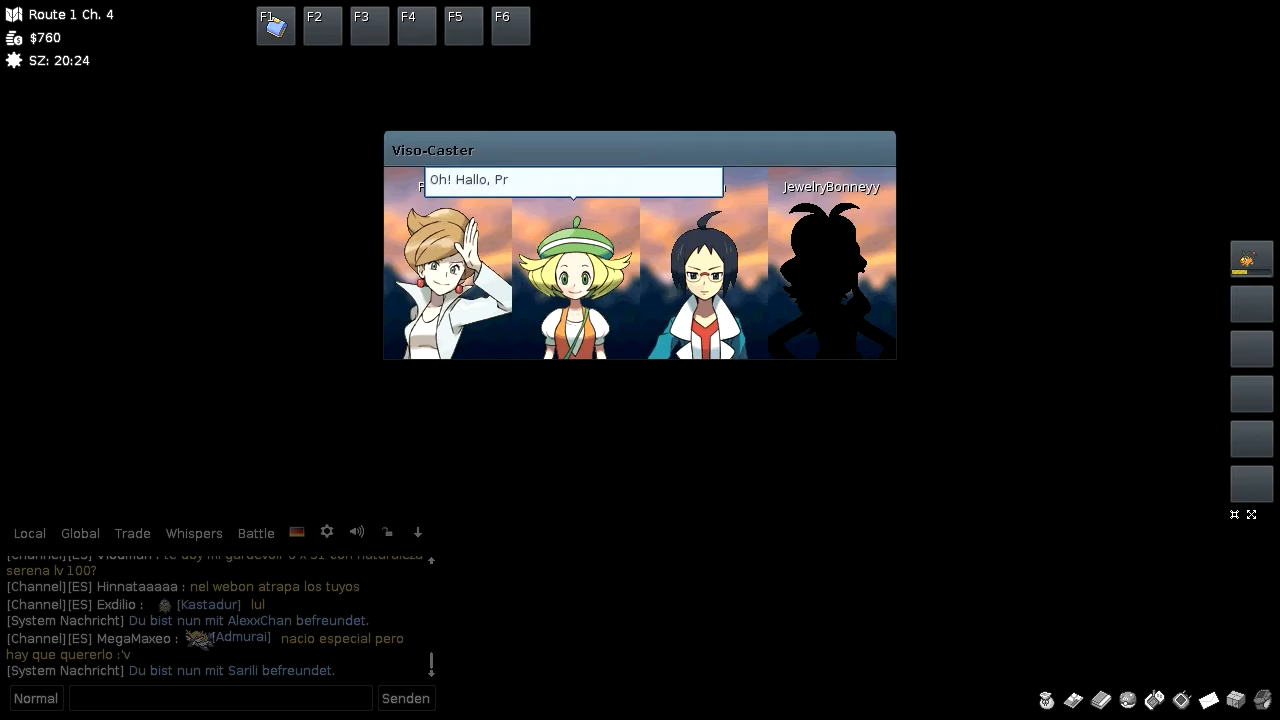 Route 1 Ch. 4
$760
SZ: 20:24
F1 F2 F3 F4 F5 F6
Viso-Caster
JewelryBonneyy
Oh! Hallo, Pr
Local Global Trade Whispers Battle
serena lv 100?
[Channel][ES] Hinnataaaaa : nel webon atrapa los tuyos
[Channel][ES] Exdilio : [Kastadur] lul
[System Nachricht] Du bist nun mit AlexxChan befreundet.
[Channel][ES] MegaMaxeo : [Admurai] nacio especial pero
hay que quererlo :'v
[System Nachricht] Du bist nun mit Sarili befreundet.
Normal Senden